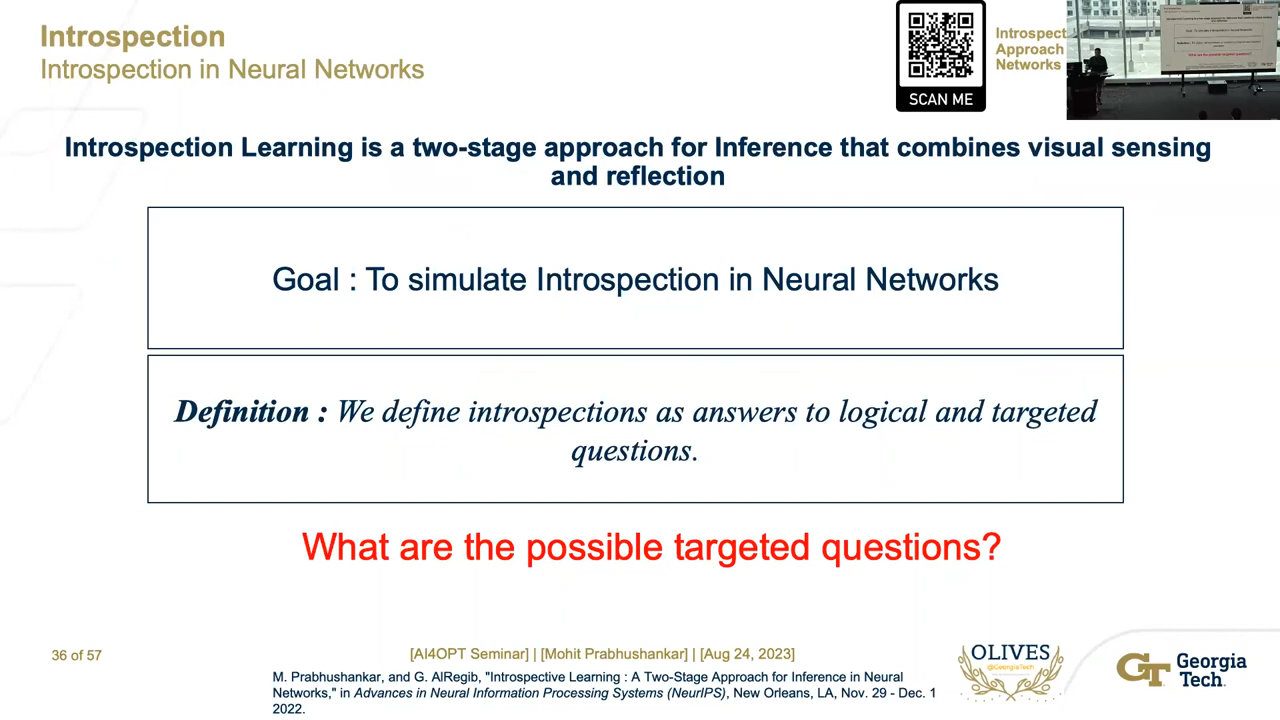 Introspection
Introspection in Neural Networks
SCAN ME
Introspect
Approach
Networks
Introspection Learning is a two-stage approach for Inference that combines visual sensing
and reflection
Goal : To simulate Introspection in Neural Networks
Definition : We define introspections as answers to logical and targeted
questions.
What are the possible targeted questions?
36 of 57
[AI4OPT Seminar] | [Mohit Prabhushankar] | [Aug 24, 2023]
M. Prabhushankar, and G. AlRegib, "Introspective Learning : A Two-Stage Approach for Inference in Neural
Networks," in Advances in Neural Information Processing Systems (NeurIPS), New Orleans, LA, Nov. 29 - Dec. 1
2022.
OLIVES
@GeorgiaTech
GT
Georgia
Tech